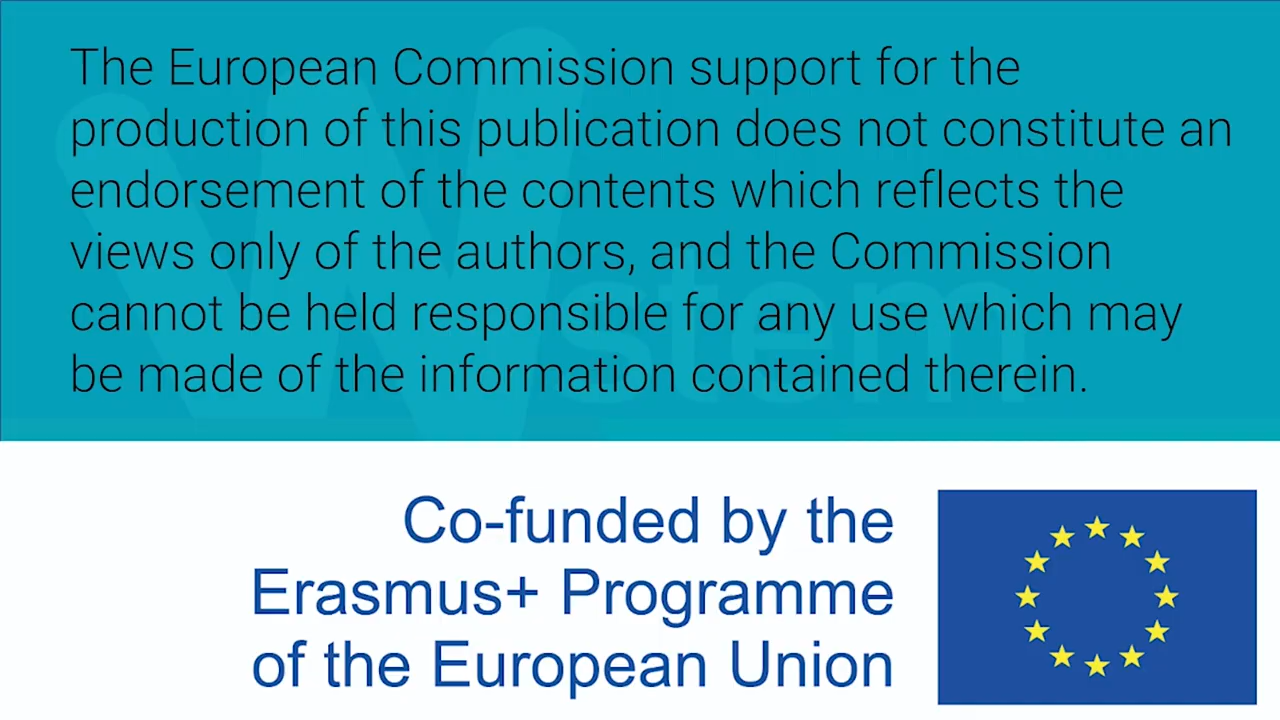 The European Commission support for the
production of this publication does not constitute an
endorsement of the contents which reflects the
views only of the authors, and the Commission
cannot be held responsible for any use which may
be made of the information contained therein.
Wstem
Co-funded by the
Erasmus+ Programme
of the European Union